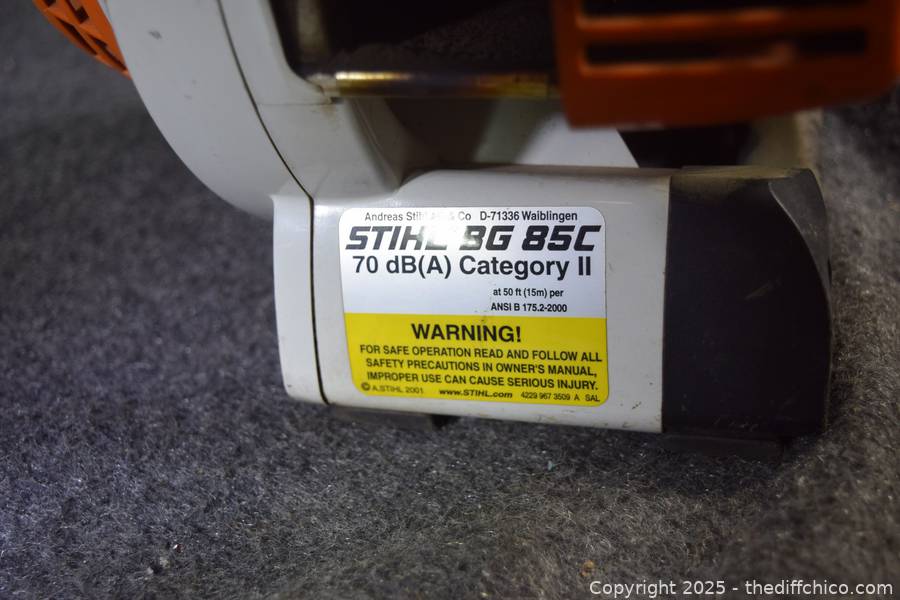 Andreas Stihl AG & Co D-71336 Waiblingen
STIHL BG 85C
70 dB(A) Category II
at 50 ft (15m) per
ANSI B 175.2-2000
WARNING!
FOR SAFE OPERATION READ AND FOLLOW ALL
SAFETY PRECAUTIONS IN OWNER'S MANUAL,
IMPROPER USE CAN CAUSE SERIOUS INJURY.
© A.STIHL 2001 www.STIHL.com 4229 967 3509 A SAL
Copyright 2025 - thediffchico.com